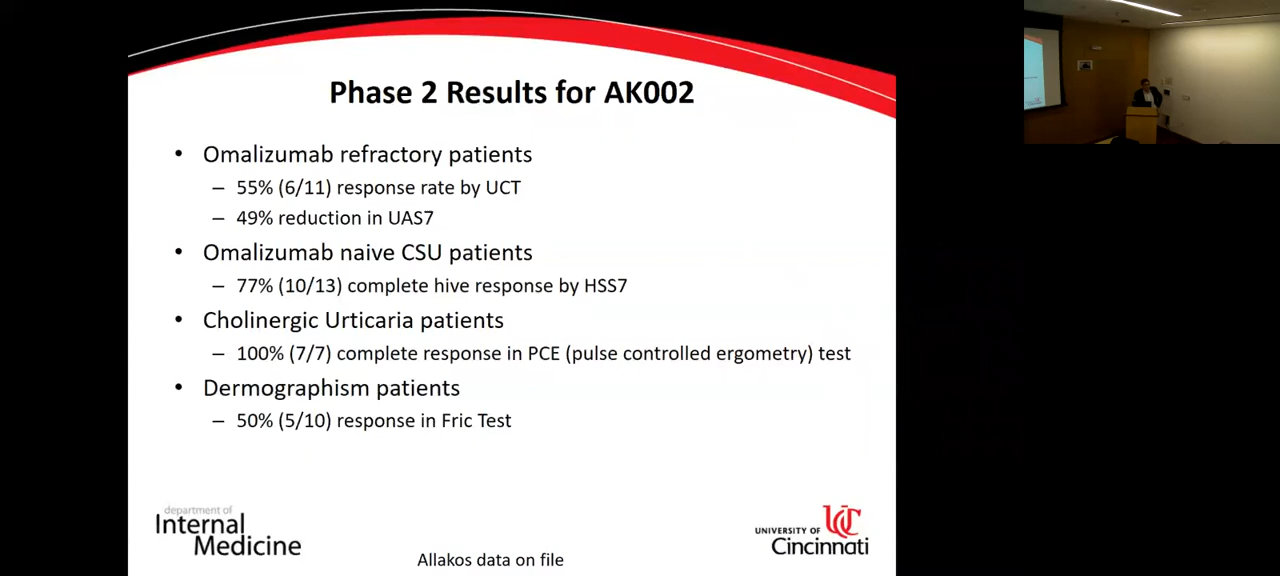 Phase 2 Results for AK002
• Omalizumab refractory patients
– 55% (6/11) response rate by UCT
– 49% reduction in UAS7
• Omalizumab naive CSU patients
– 77% (10/13) complete hive response by HSS7
• Cholinergic Urticaria patients
– 100% (7/7) complete response in PCE (pulse controlled ergometry) test
• Dermographism patients
– 50% (5/10) response in Fric Test
department of
Internal
Medicine
Allakos data on file
UC
UNIVERSITY OF
Cincinnati